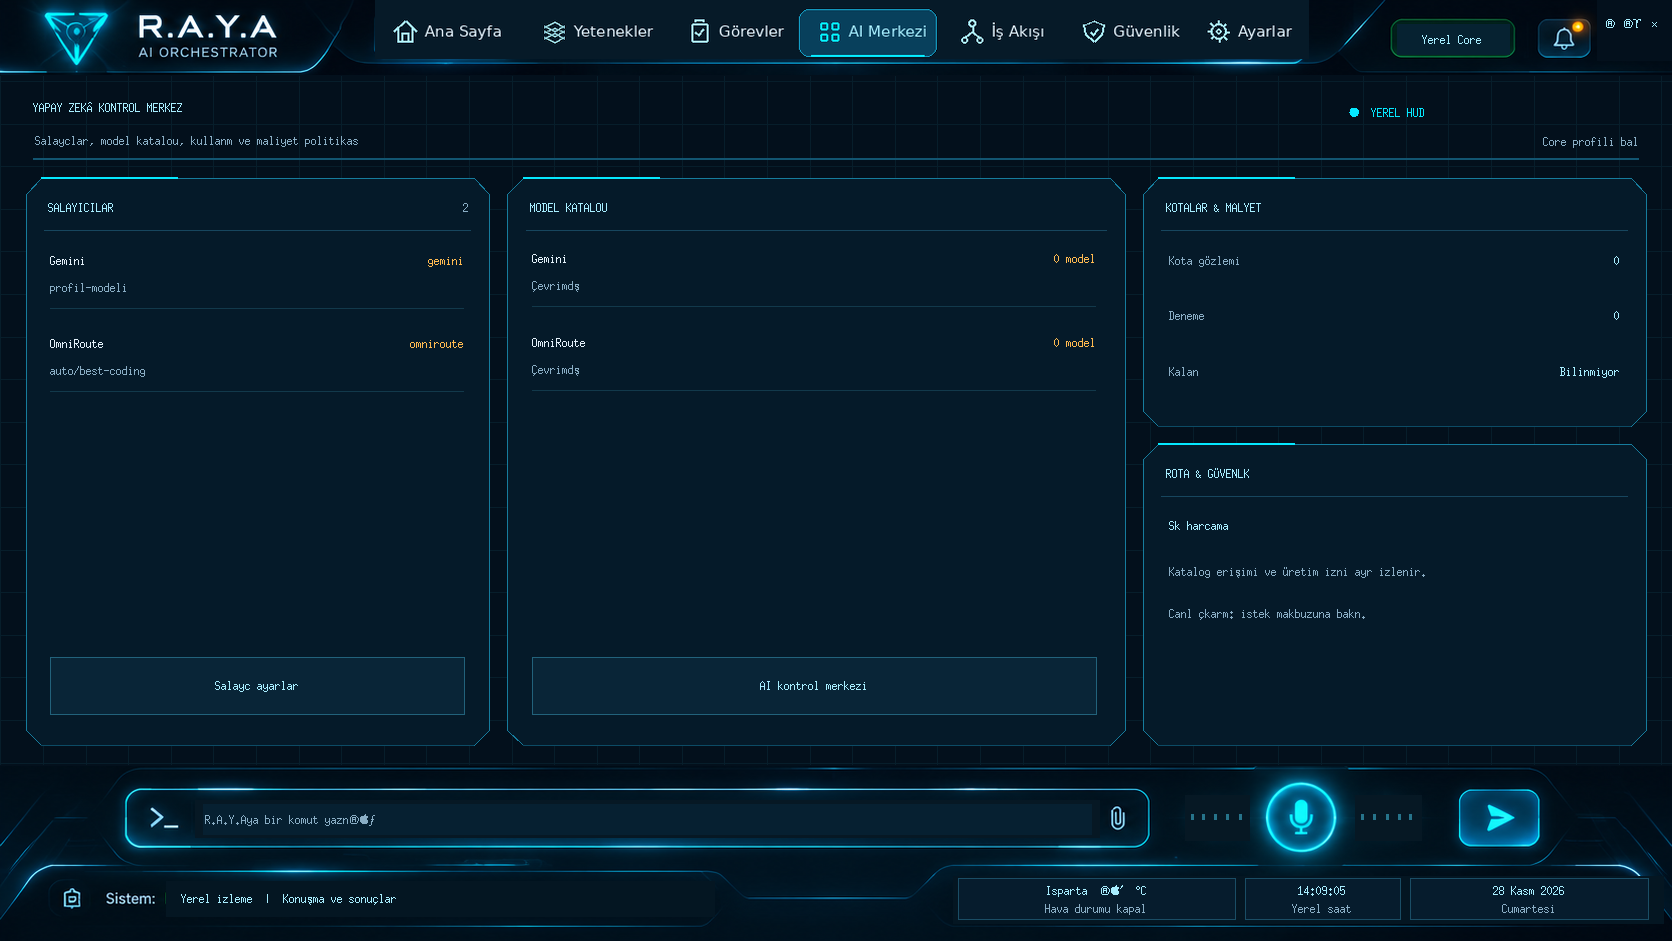 R.A.Y.A
AI ORCHESTRATOR
Ana Sayfa
Yetenekler
Görevler
AI Merkezi
İş Akışı
Güvenlik
Ayarlar
Yerel Core
YAPAY ZEKÂ KONTROL MERKEZ
YEREL HUD
Salayclar, model katalou, kullanm ve maliyet politikas
Core profili bal
SALAYICILAR 2
Gemini gemini
profil-modeli
OmniRoute omniroute
auto/best-coding
Salayc ayarlar
MODEL KATALOU
Gemini 0 model
Çevrimdş
OmniRoute 0 model
Çevrimdş
AI kontrol merkezi
KOTALAR & MALYET
Kota gözlemi 0
Deneme 0
Kalan Bilinmiyor
ROTA & GÜVENLK
Sk harcama
Katalog erişimi ve üretim izni ayr izlenir.
Canl çkarm: istek makbuzuna bakn.
R.A.Y.Aya bir komut yazn
Sistem: Yerel izleme | Konuşma ve sonuçlar
Isparta °C
Hava durumu kapal
14:09:05
Yerel saat
28 Kasm 2026
Cumartesi